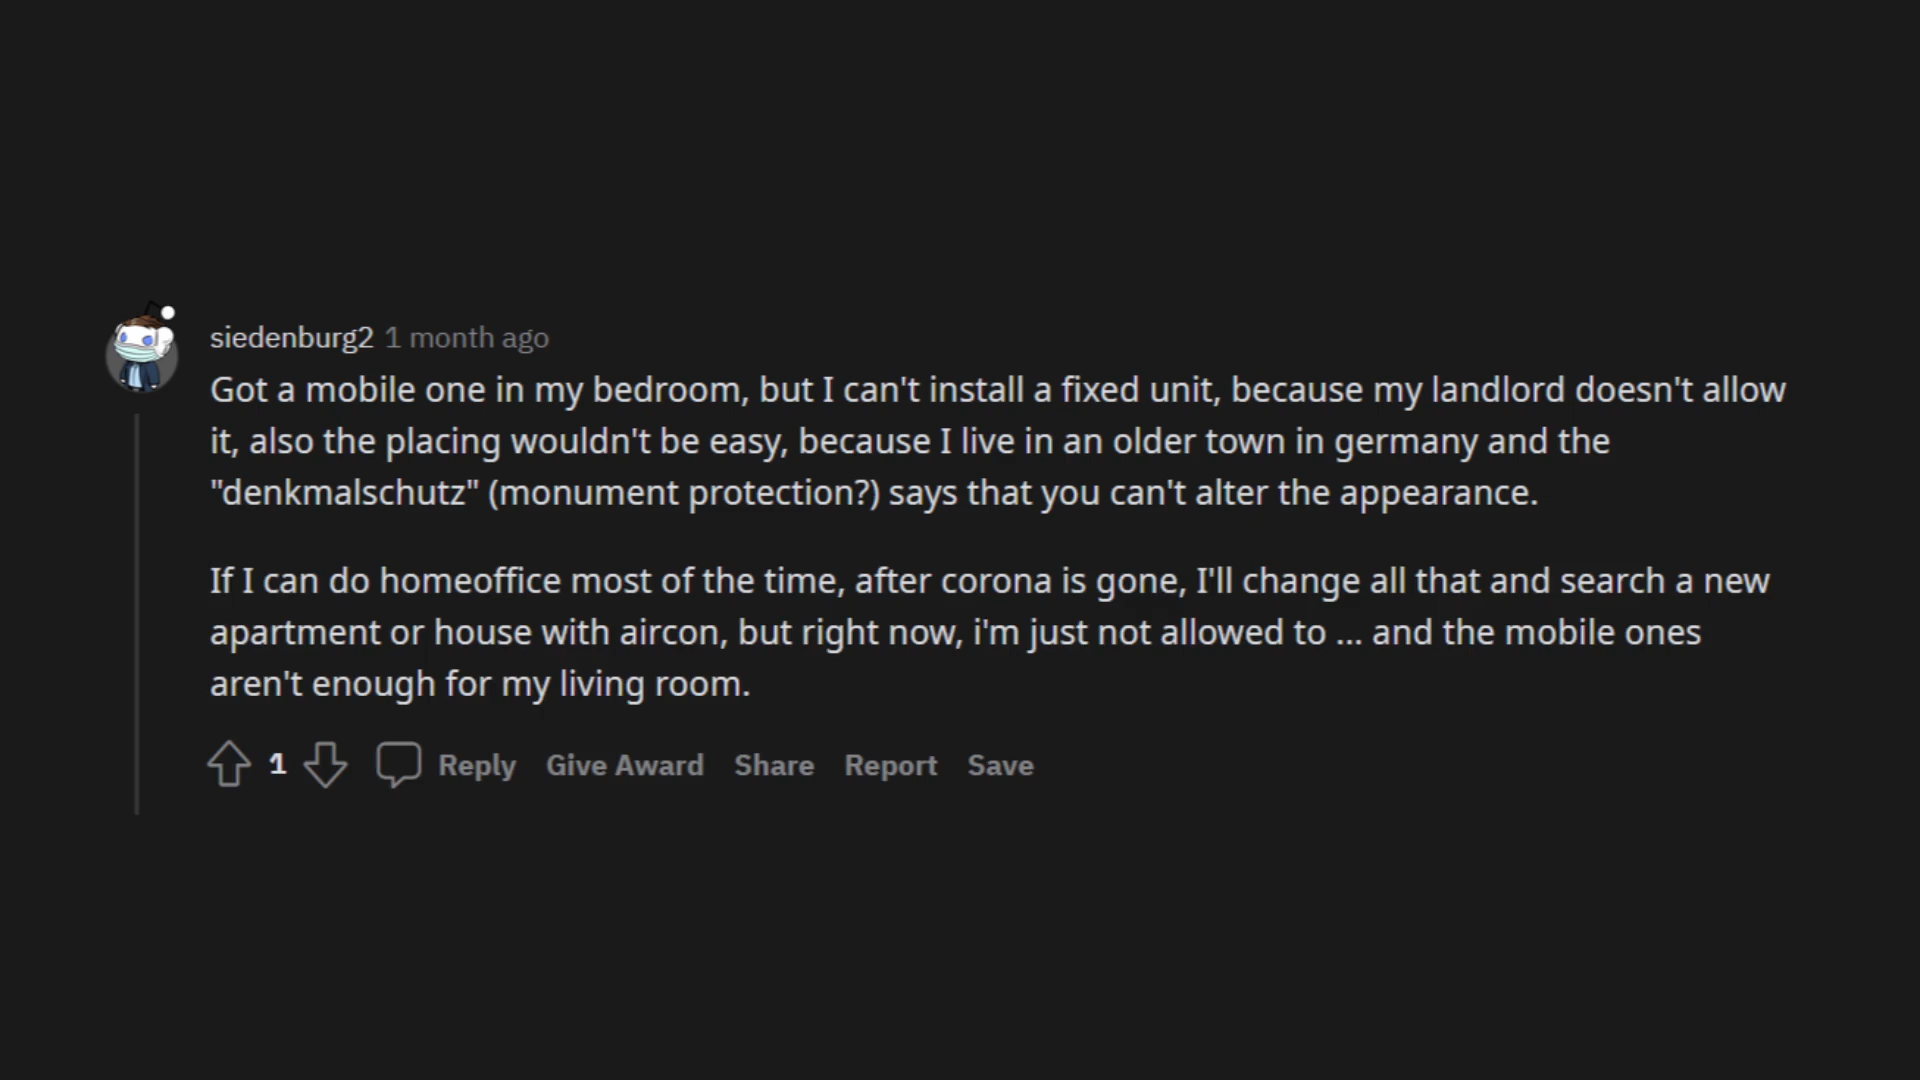 siedenburg2 1 month ago
Got a mobile one in my bedroom, but I can't install a fixed unit, because my landlord doesn't allow
it, also the placing wouldn't be easy, because I live in an older town in germany and the
"denkmalschutz" (monument protection?) says that you can't alter the appearance.
If I can do homeoffice most of the time, after corona is gone, I'll change all that and search a new
apartment or house with aircon, but right now, i'm just not allowed to ... and the mobile ones
aren't enough for my living room.
1 Reply Give Award Share Report Save